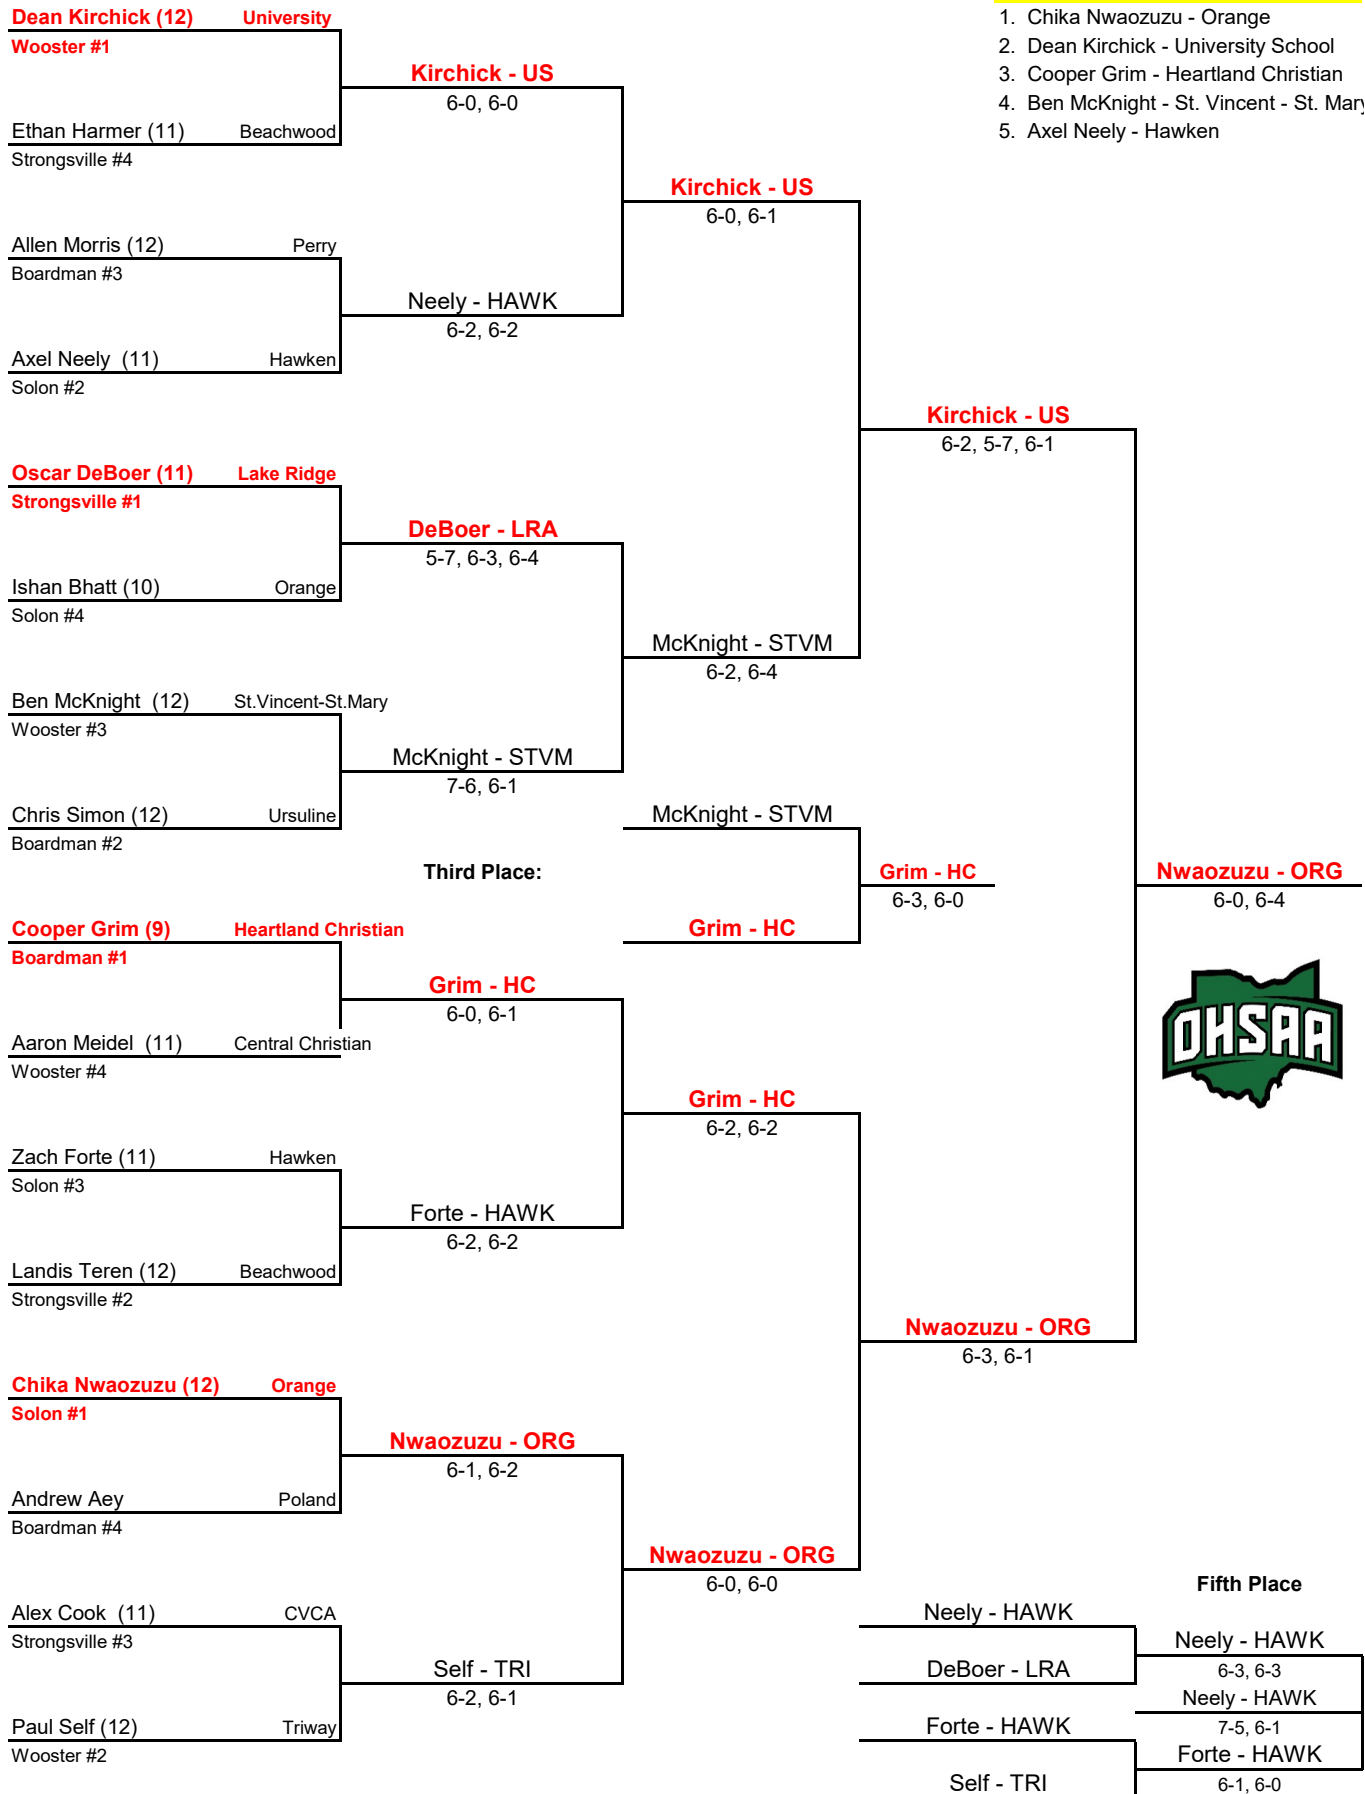 Dean Kirchick (12) University
1. Chika Nwaozuzu - Orange
Wooster #1
2. Dean Kirchick - University School
Kirchick - US
3. Cooper Grim - Heartland Christian
6-0, 6-0
4. Ben McKnight - St. Vincent - St. Mary
Ethan Harmer (11) Beachwood
5. Axel Neely - Hawken
Strongsville #4
Kirchick - US
6-0, 6-1
Allen Morris (12) Perry
Boardman #3
Neely - HAWK
6-2, 6-2
Axel Neely (11) Hawken
Solon #2
Kirchick - US
6-2, 5-7, 6-1
Oscar DeBoer (11) Lake Ridge
Strongsville #1
DeBoer - LRA
5-7, 6-3, 6-4
Ishan Bhatt (10) Orange
Solon #4
McKnight - STVM
6-2, 6-4
Ben McKnight (12) St.Vincent-St.Mary
Wooster #3
McKnight - STVM
7-6, 6-1
Chris Simon (12) Ursuline
McKnight - STVM
Boardman #2
Third Place:
Grim - HC
Nwaozuzu - ORG
6-3, 6-0
6-0, 6-4
Cooper Grim (9) Heartland Christian
Grim - HC
Boardman #1
Grim - HC
6-0, 6-1
OHSAA
Aaron Meidel (11) Central Christian
Wooster #4
Grim - HC
6-2, 6-2
Zach Forte (11) Hawken
Solon #3
Forte - HAWK
6-2, 6-2
Landis Teren (12) Beachwood
Strongsville #2
Nwaozuzu - ORG
6-3, 6-1
Chika Nwaozuzu (12) Orange
Solon #1
Nwaozuzu - ORG
6-1, 6-2
Andrew Aey Poland
Boardman #4
Nwaozuzu - ORG
6-0, 6-0
Fifth Place
Alex Cook (11) CVCA
Neely - HAWK
Strongsville #3
Neely - HAWK
Self - TRI
DeBoer - LRA
6-3, 6-3
6-2, 6-1
Neely - HAWK
Paul Self (12) Triway
Forte - HAWK
7-5, 6-1
Wooster #2
Forte - HAWK
Self - TRI
6-1, 6-0